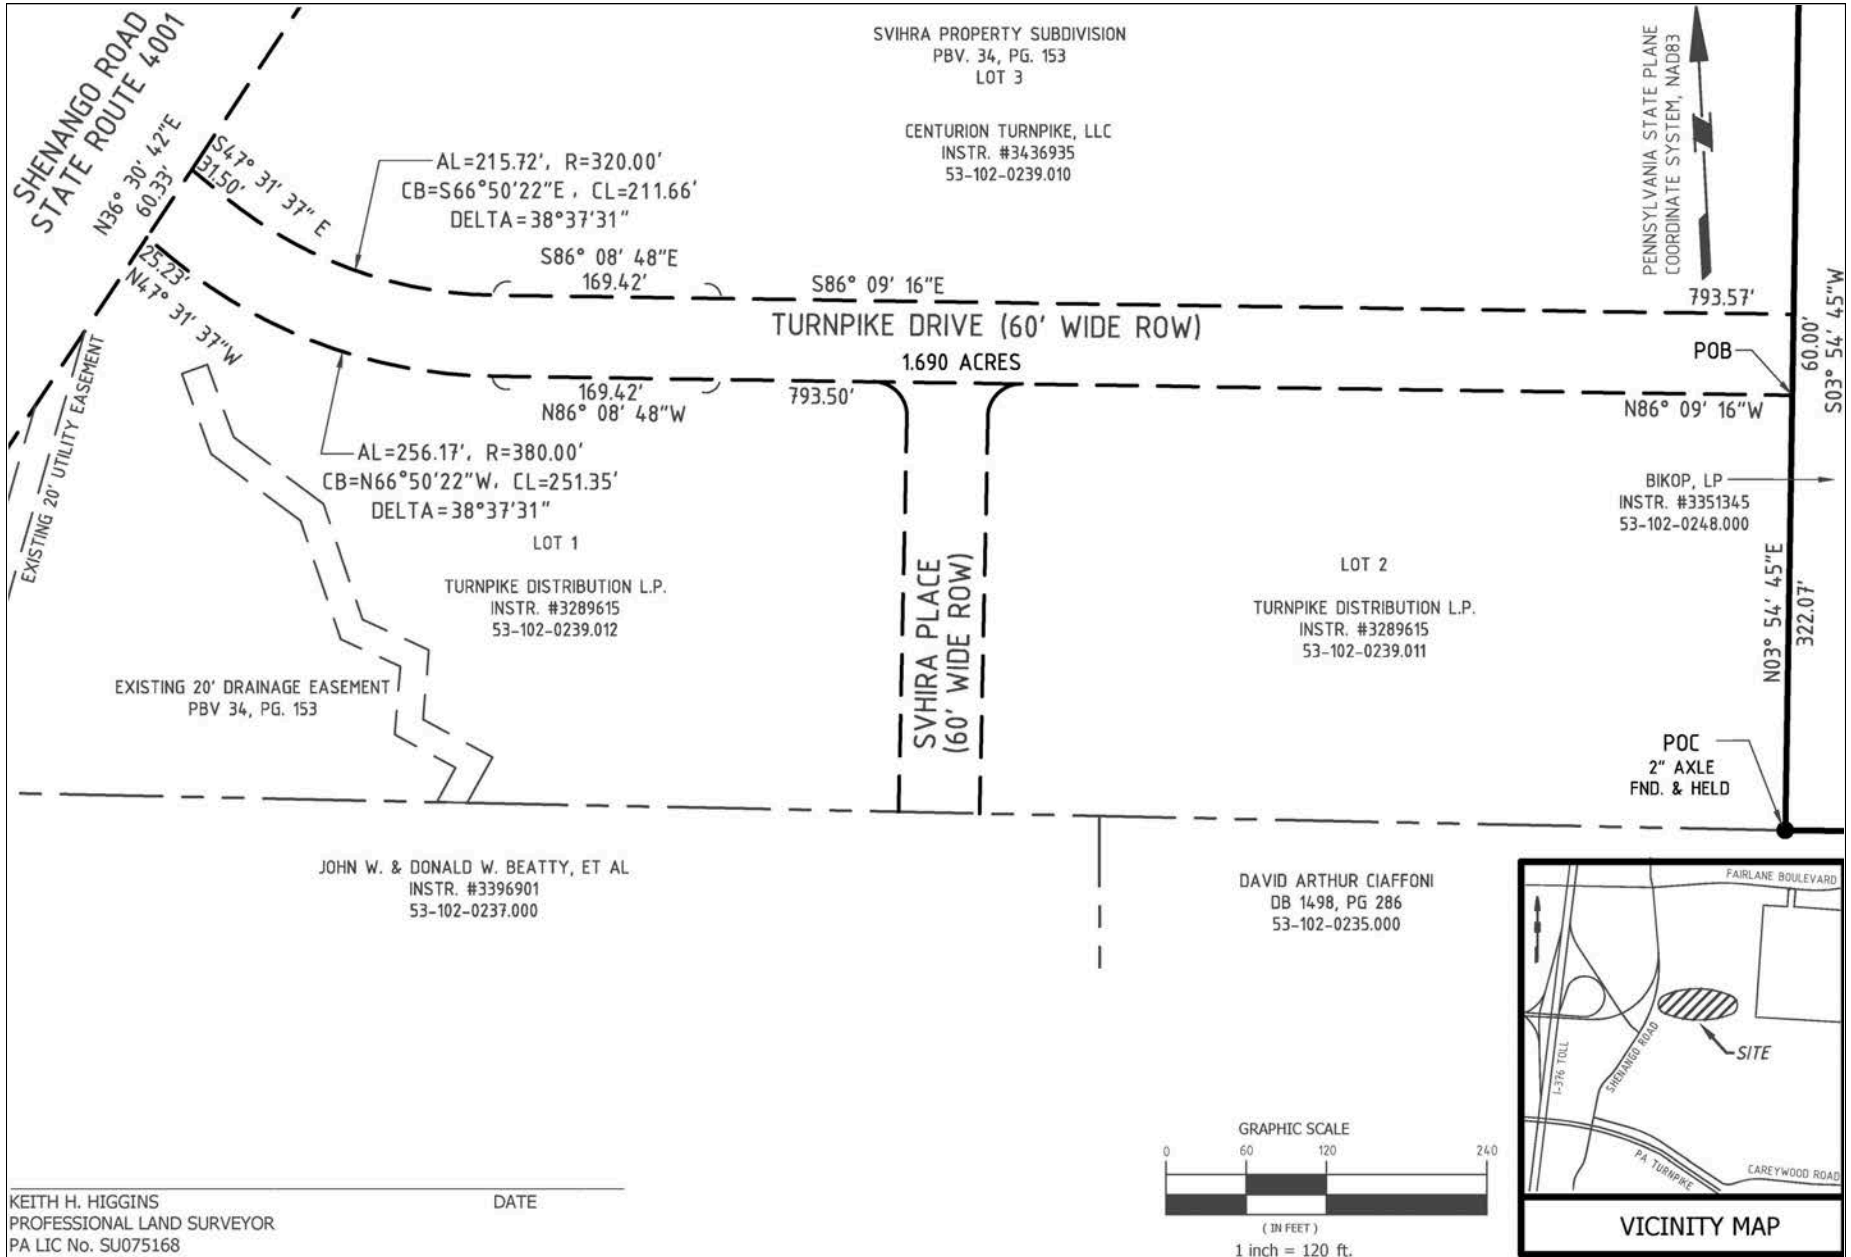 SHENANGO ROAD
STATE ROUTE 4001
N36° 30' 42"E
60.33'
S47° 31' 37" E
31.50'
25.23'
N47° 31' 37"W
AL=215.72', R=320.00'
CB=S66°50'22"E, CL=211.66'
DELTA=38°37'31"
S86° 08' 48"E
169.42'
SVIHRA PROPERTY SUBDIVISION
PBV. 34, PG. 153
LOT 3
CENTURION TURNPIKE, LLC
INSTR. #3436935
53-102-0239.010
PENNSYLVANIA STATE PLANE
COORDINATE SYSTEM, NAD83
S86° 09' 16"E
793.57'
TURNPIKE DRIVE (60' WIDE ROW)
1.690 ACRES
POB
60.00'
S03° 54' 45"W
169.42'
N86° 08' 48"W
793.50'
N86° 09' 16"W
AL=256.17', R=380.00'
CB=N66°50'22"W, CL=251.35'
DELTA=38°37'31"
EXISTING 20' UTILITY EASEMENT
BIKOP, LP
INSTR. #3351345
53-102-0248.000
LOT 1
TURNPIKE DISTRIBUTION L.P.
INSTR. #3289615
53-102-0239.012
SVHIRA PLACE
(60' WIDE ROW)
LOT 2
TURNPIKE DISTRIBUTION L.P.
INSTR. #3289615
53-102-0239.011
N03° 54' 45"E
322.07'
EXISTING 20' DRAINAGE EASEMENT
PBV 34, PG. 153
POC
2" AXLE
FND. & HELD
JOHN W. & DONALD W. BEATTY, ET AL
INSTR. #3396901
53-102-0237.000
DAVID ARTHUR CIAFFONI
DB 1498, PG 286
53-102-0235.000
FAIRLANE BOULEVARD
I-376 TOLL
SHENANGO ROAD
SITE
PA TURNPIKE
CAREYWOOD ROAD
VICINITY MAP
GRAPHIC SCALE
0 60 120 240
( IN FEET )
1 inch = 120 ft.
KEITH H. HIGGINS DATE
PROFESSIONAL LAND SURVEYOR
PA LIC No. SU075168